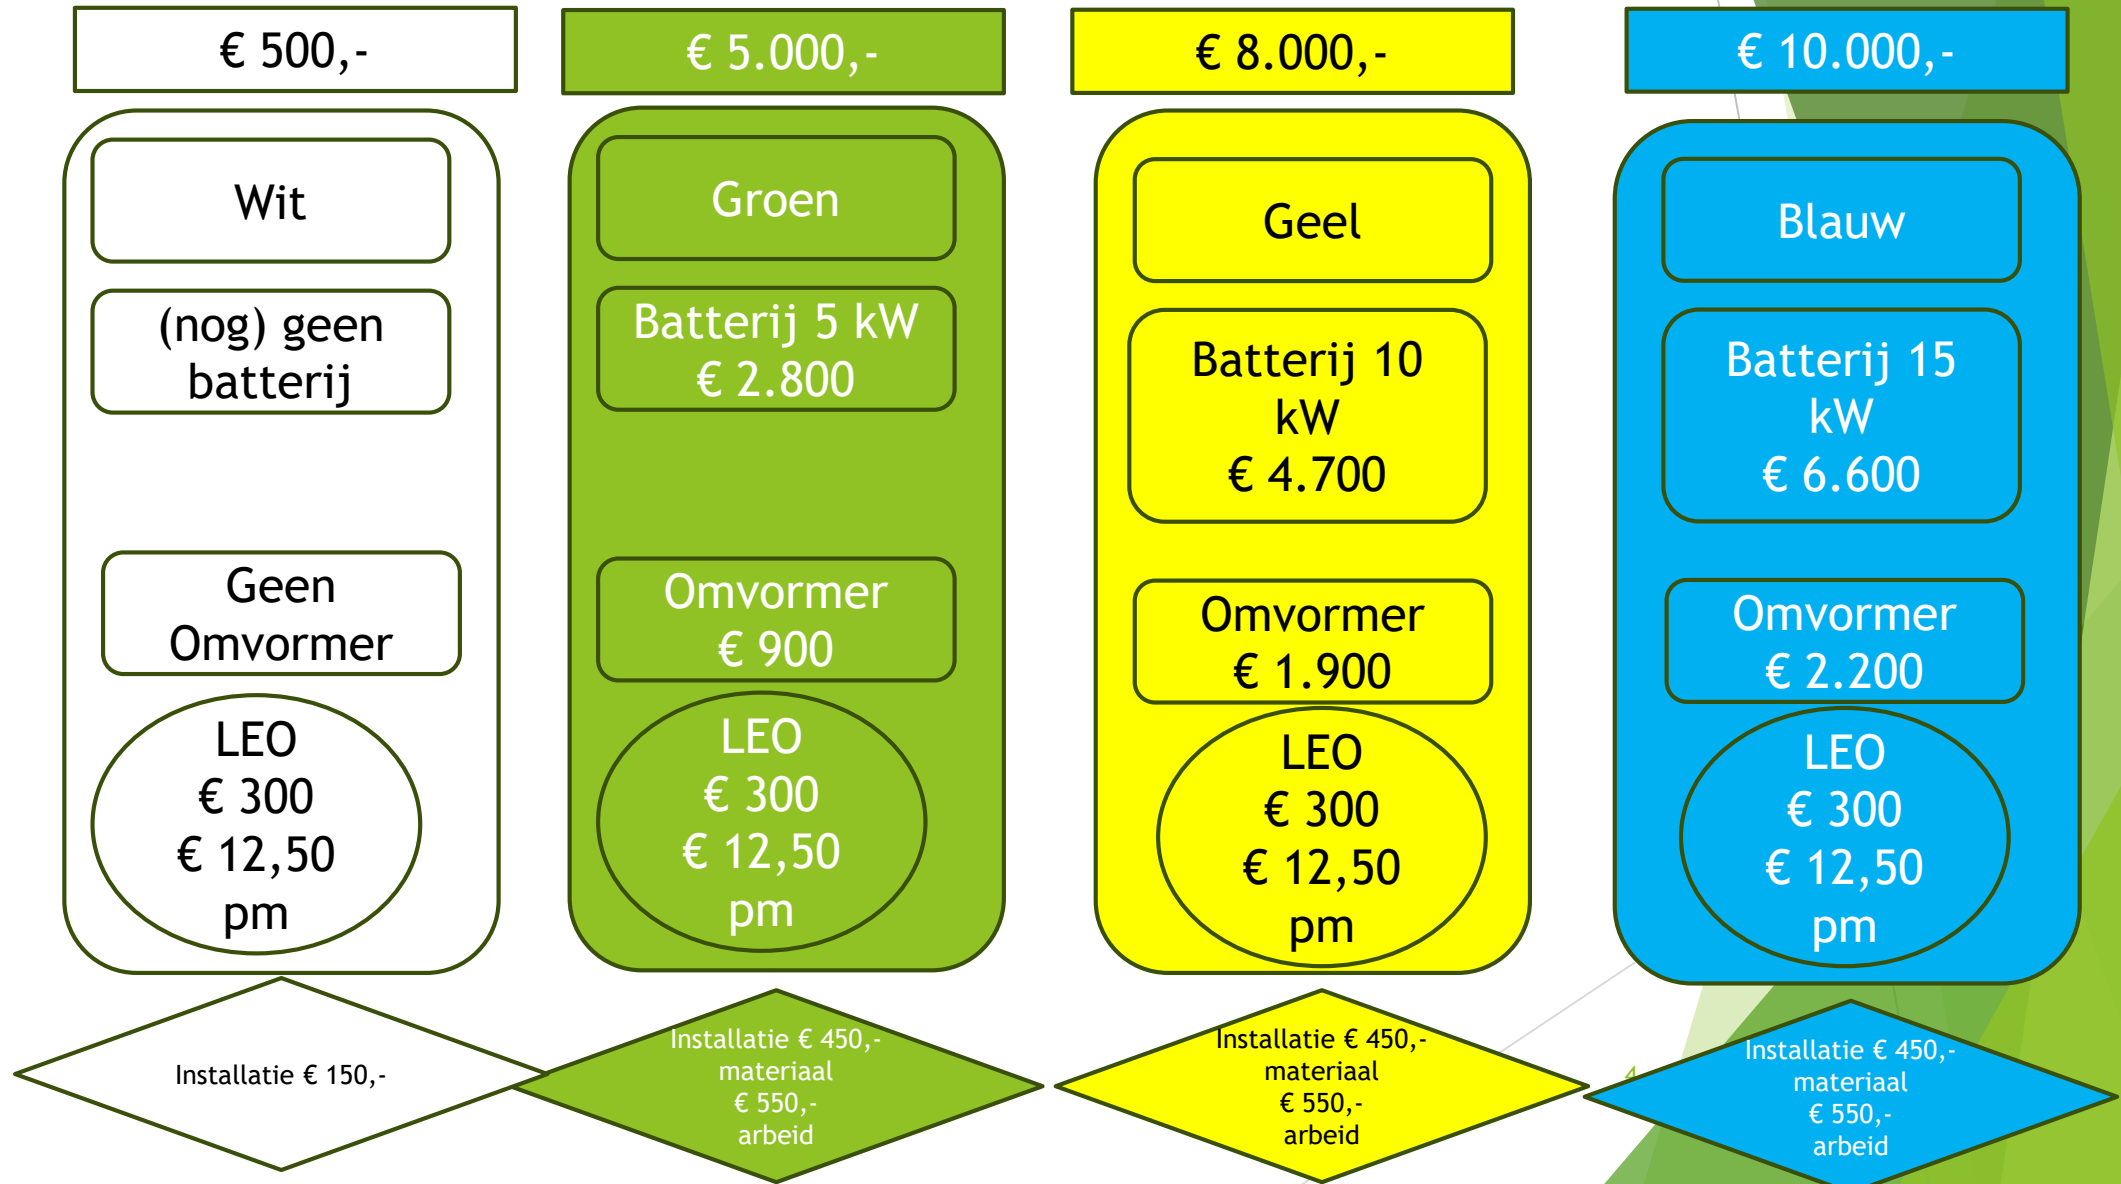 € 500,-
Wit
(nog) geen
batterij
Geen
Omvormer
LEO
€ 300
€ 12,50
pm
Installatie € 150,-
€ 5.000,-
Groen
Batterij 5 kW
€ 2.800
Omvormer
€ 900
LEO
€ 300
€ 12,50
pm
Installatie € 450,-
materiaal
€ 550,-
arbeid
€ 8.000,-
Geel
Batterij 10
kW
€ 4.700
Omvormer
€ 1.900
LEO
€ 300
€ 12,50
pm
Installatie € 450,-
materiaal
€ 550,-
arbeid
€ 10.000,-
Blauw
Batterij 15
kW
€ 6.600
Omvormer
€ 2.200
LEO
€ 300
€ 12,50
pm
Installatie € 450,-
materiaal
€ 550,-
arbeid